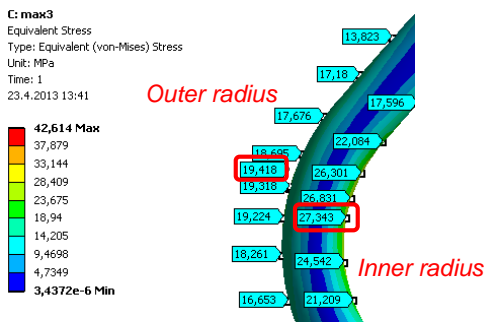 C: max3
Equivalent Stress
Type: Equivalent (von-Mises) Stress
Unit: MPa
Time: 1
23.4.2013 13:41
42,614 Max
37,879
33,144
28,409
23,675
18,94
14,205
9,4698
4,7349
3,4372e-6 Min
Outer radius
13,823
17,18
17,596
17,676
22,084
18,695
19,418
26,301
19,318
26,831
19,224
27,343
18,261
24,542
Inner radius
16,653
21,209